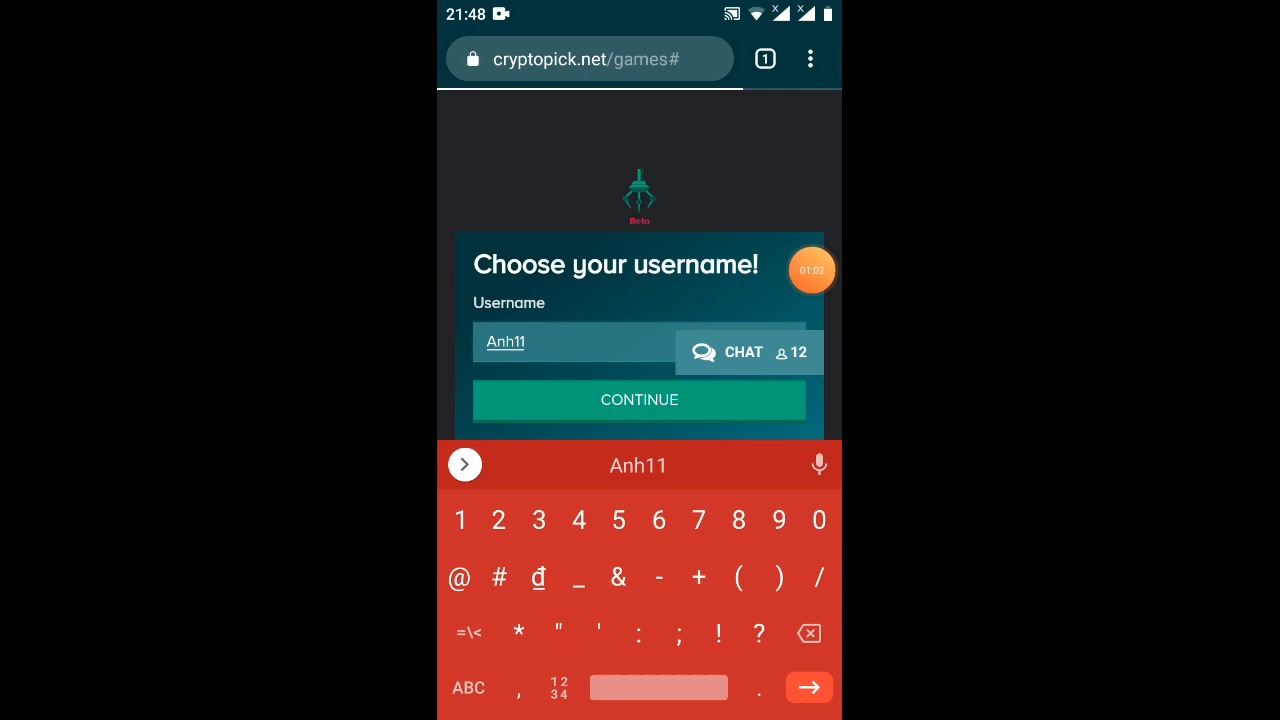 21:48
cryptopick.net/games#
1
Beta
Choose your username!
01:02
Username
Anh11
CHAT 12
CONTINUE
Anh11
1 2 3 4 5 6 7 8 9 0
@ # ₫ _ & - + ( ) /
=\< * " ' : ; ! ?
ABC , 12 34 .